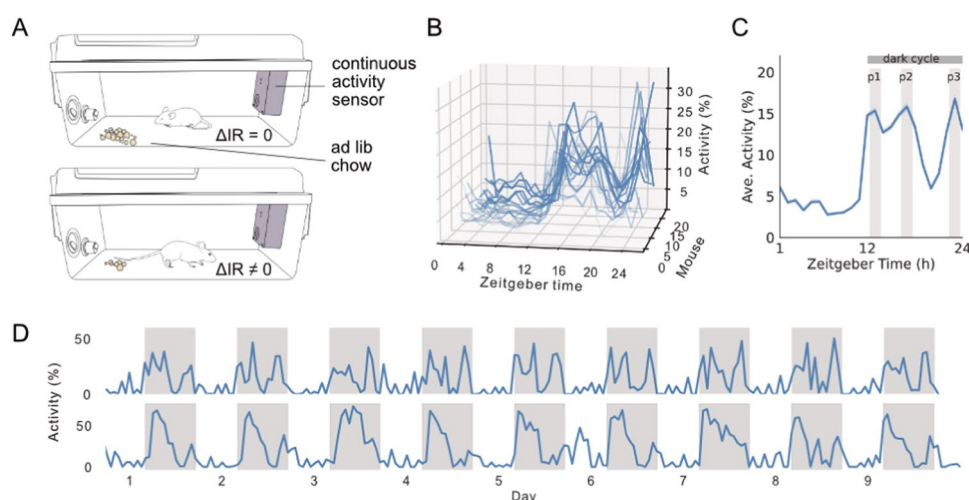 A
continuous
activity
sensor
ΔIR = 0
ad lib
chow
ΔIR ≠ 0
B
Activity (%)
30
25
20
15
10
5
20
15
10
5
0
Mouse
0 4 8 12 16 20 24
Zeitgeber time
C
dark cycle
p1 p2 p3
20
15
10
5
0
Ave. Activity (%)
1 12 24
Zeitgeber Time (h)
D
Activity (%)
50
0
50
0
1 2 3 4 5 6 7 8 9
Day